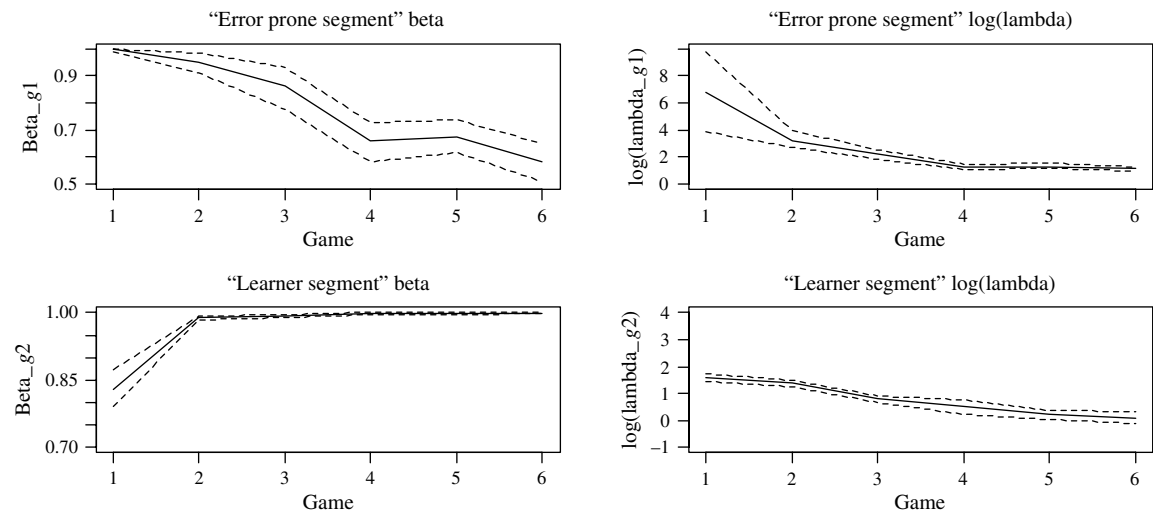 “Error prone segment” beta
Beta_g1
0.9
0.7
0.5
1 2 3 4 5 6
Game
“Error prone segment” log(lambda)
log(lambda_g1)
8
6
4
2
0
1 2 3 4 5 6
Game
“Learner segment” beta
Beta_g2
1.00
0.85
0.70
1 2 3 4 5 6
Game
“Learner segment” log(lambda)
log(lambda_g2)
4
3
2
1
0
–1
1 2 3 4 5 6
Game